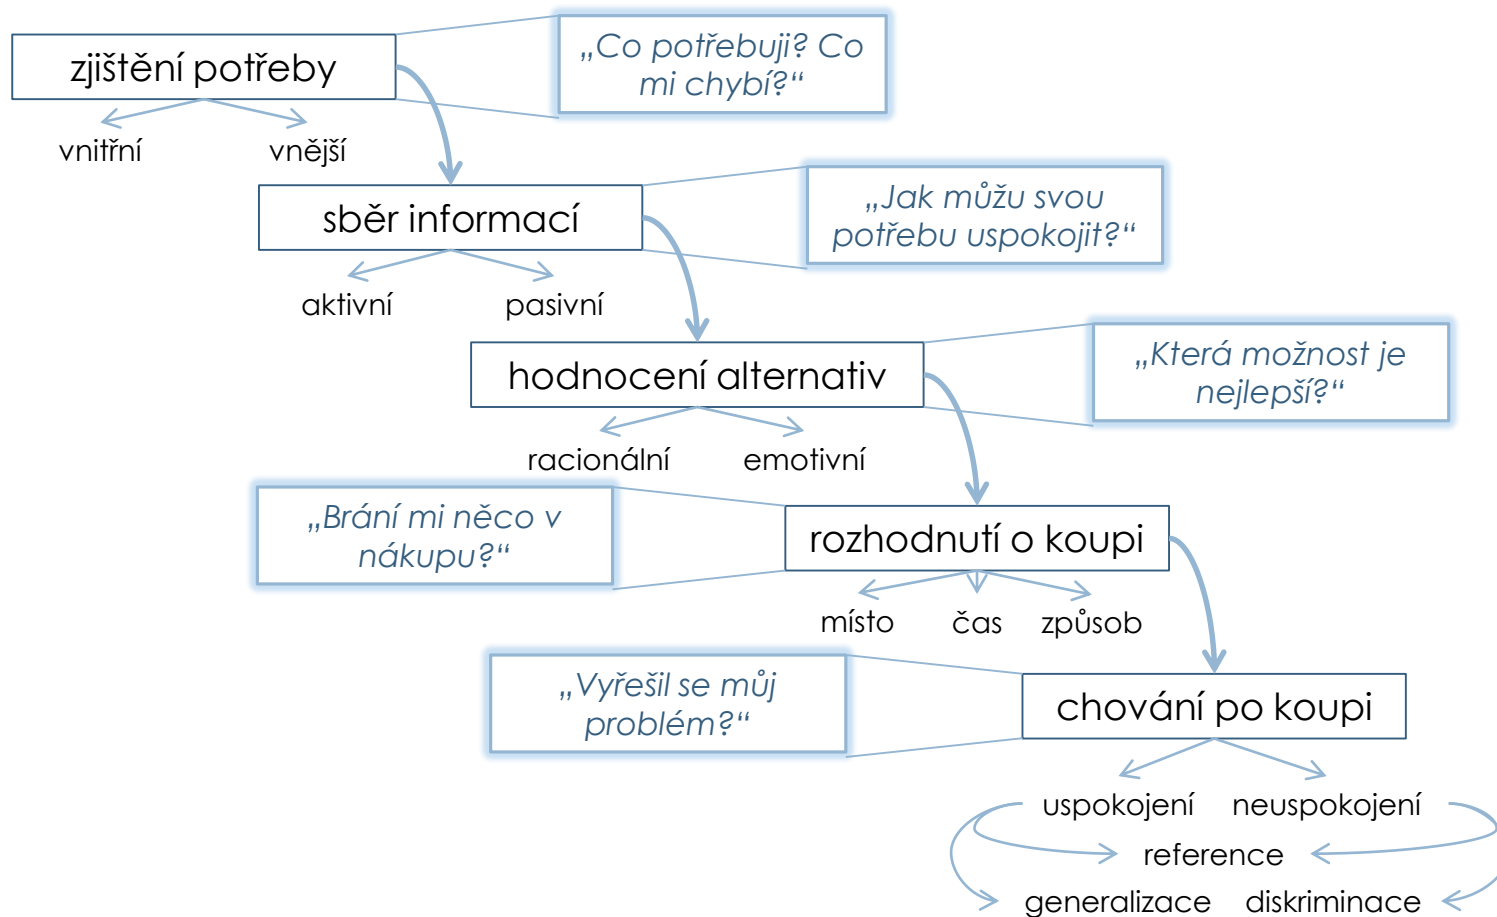 zjištění potřeby
„Co potřebuji? Co
mi chybí?“
vnitřní
vnější
sběr informací
„Jak můžu svou
potřebu uspokojit?“
aktivní
pasivní
hodnocení alternativ
„Která možnost je
nejlepší?“
racionální
emotivní
„Brání mi něco v
nákupu?“
rozhodnutí o koupi
místo
čas
způsob
„Vyřešil se můj
problém?“
chování po koupi
uspokojení
neuspokojení
reference
generalizace
diskriminace